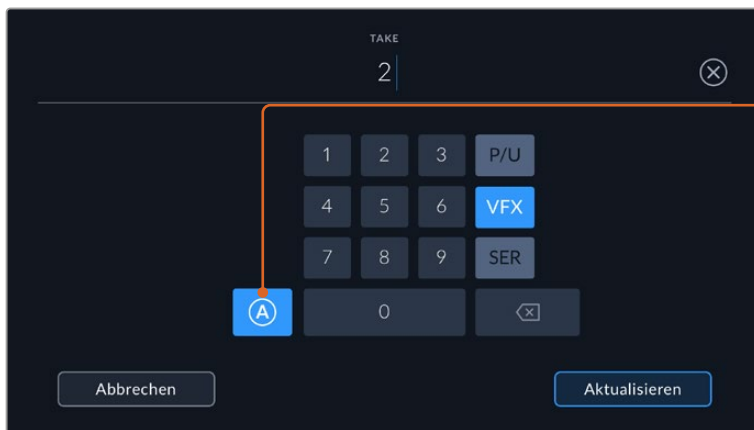 TAKE
2
1 2 3 P/U
4 5 6 VFX
7 8 9 SER
A 0
Abbrechen Aktualisieren